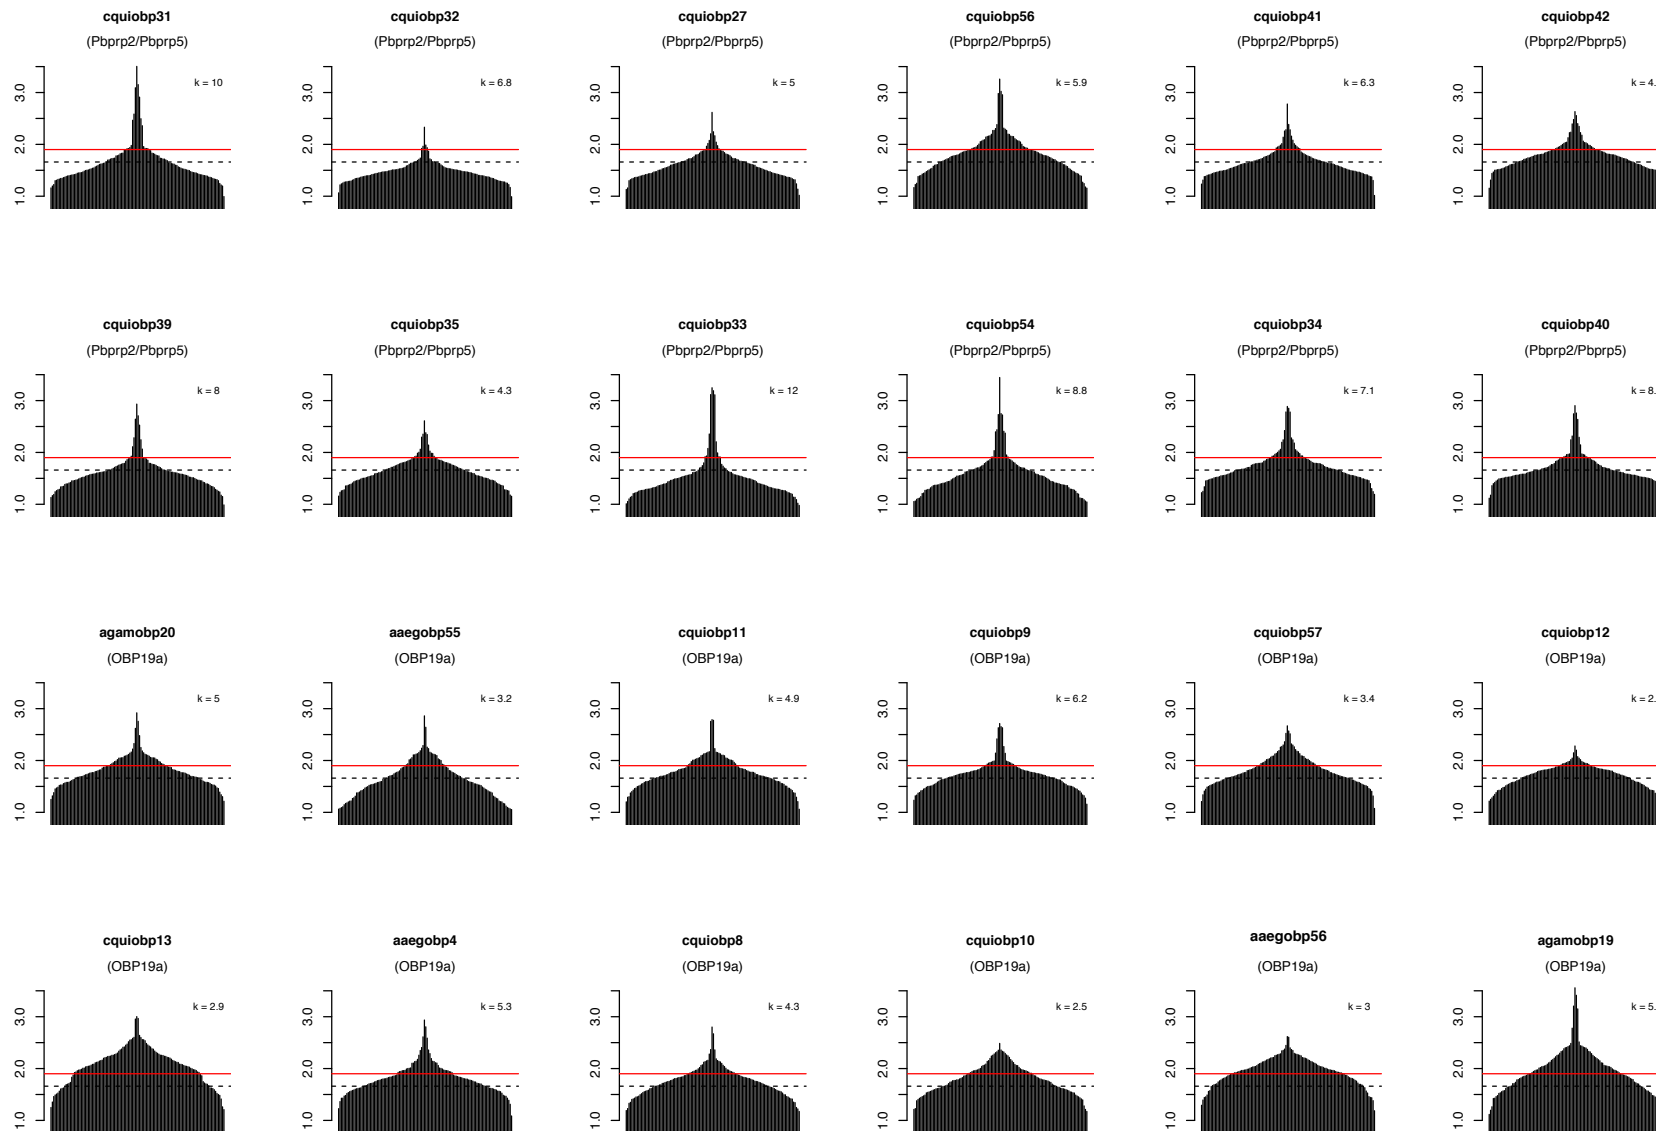 cquiobp31 cquiobp32 cquiobp27 cquiobp56 cquiobp41 cquiobp42
(Pbprp2/Pbprp5) (Pbprp2/Pbprp5) (Pbprp2/Pbprp5) (Pbprp2/Pbprp5) (Pbprp2/Pbprp5) (Pbprp2/Pbprp5)
k = 10 k = 6.8 k = 5 k = 5.9 k = 6.3 k = 4.
3.0 3.0 3.0 3.0 3.0 3.0
2.0 2.0 2.0 2.0 2.0 2.0
1.0 1.0 1.0 1.0 1.0 1.0
cquiobp39 cquiobp35 cquiobp33 cquiobp54 cquiobp34 cquiobp40
(Pbprp2/Pbprp5) (Pbprp2/Pbprp5) (Pbprp2/Pbprp5) (Pbprp2/Pbprp5) (Pbprp2/Pbprp5) (Pbprp2/Pbprp5)
k = 8 k = 4.3 k = 12 k = 8.8 k = 7.1 k = 8.
3.0 3.0 3.0 3.0 3.0 3.0
2.0 2.0 2.0 2.0 2.0 2.0
1.0 1.0 1.0 1.0 1.0 1.0
agamobp20 aaegobp55 cquiobp11 cquiobp9 cquiobp57 cquiobp12
(OBP19a) (OBP19a) (OBP19a) (OBP19a) (OBP19a) (OBP19a)
k = 5 k = 3.2 k = 4.9 k = 6.2 k = 3.4 k = 2.
3.0 3.0 3.0 3.0 3.0 3.0
2.0 2.0 2.0 2.0 2.0 2.0
1.0 1.0 1.0 1.0 1.0 1.0
cquiobp13 aaegobp4 cquiobp8 cquiobp10 aaegobp56 agamobp19
(OBP19a) (OBP19a) (OBP19a) (OBP19a) (OBP19a) (OBP19a)
k = 2.9 k = 5.3 k = 4.3 k = 2.5 k = 3 k = 5.
3.0 3.0 3.0 3.0 3.0 3.0
2.0 2.0 2.0 2.0 2.0 2.0
1.0 1.0 1.0 1.0 1.0 1.0